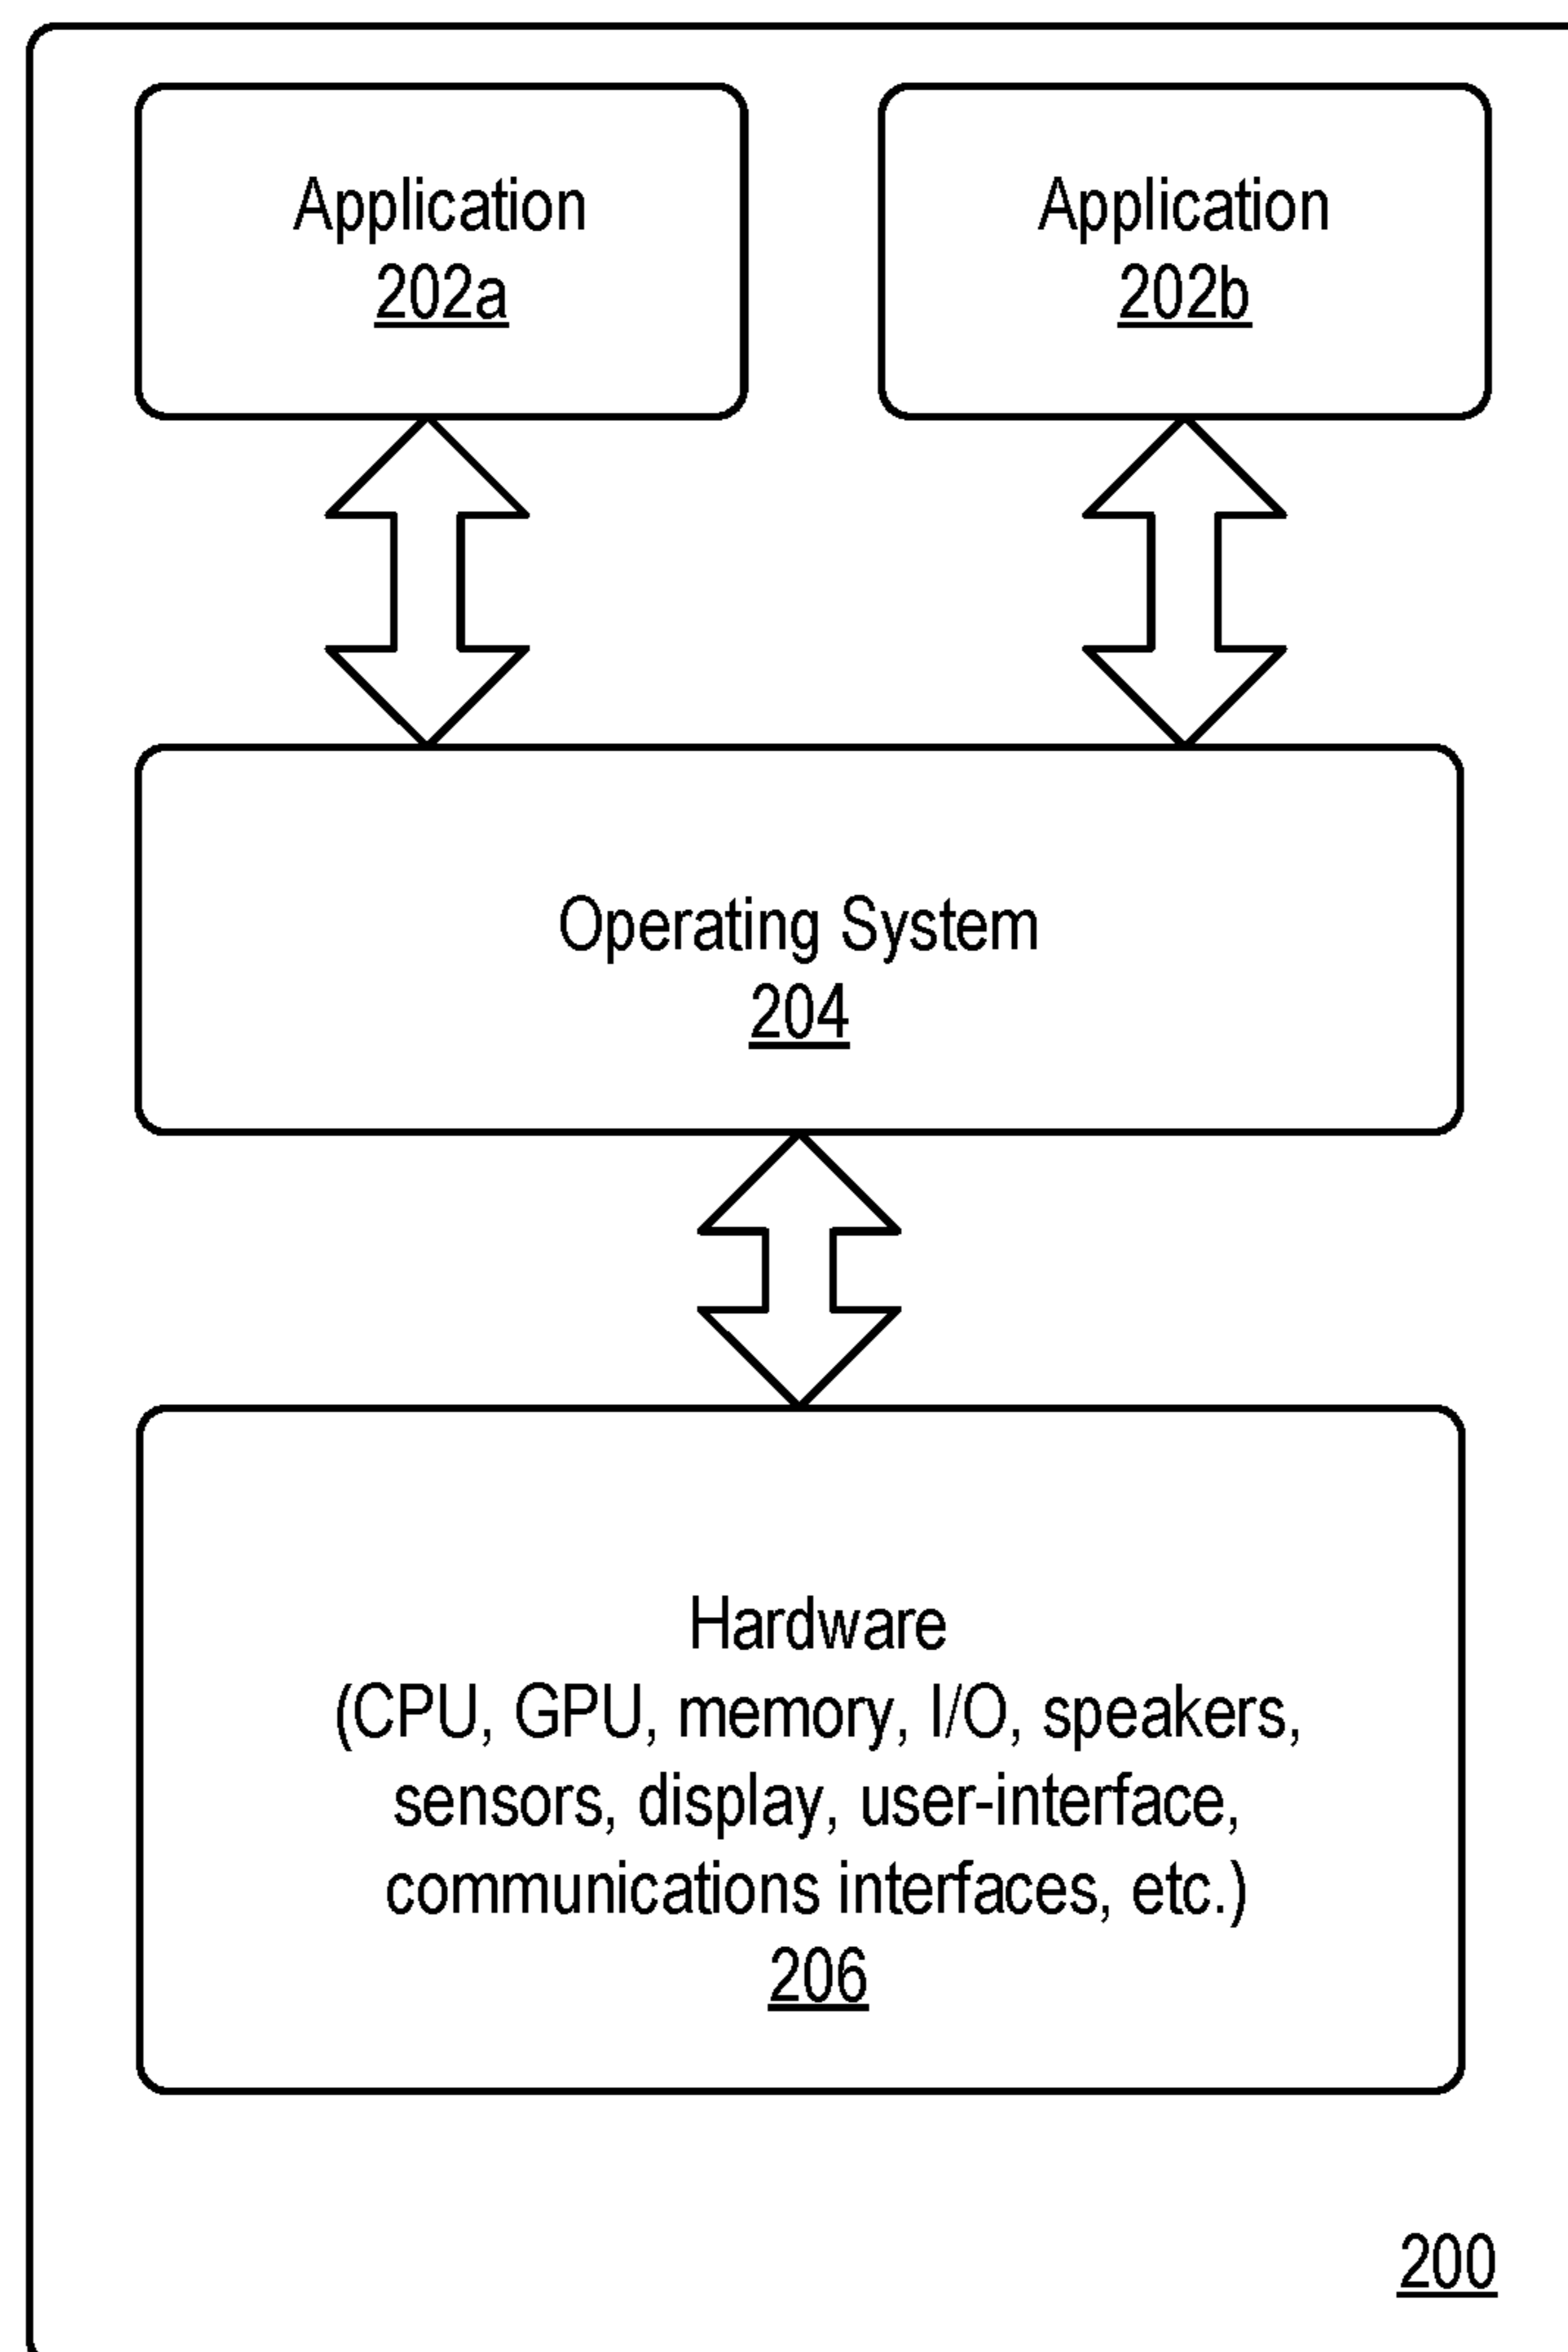 Application
202a
Application
202b
Operating System
204
Hardware
(CPU, GPU, memory, I/O, speakers,
sensors, display, user-interface,
communications interfaces, etc.)
206
200